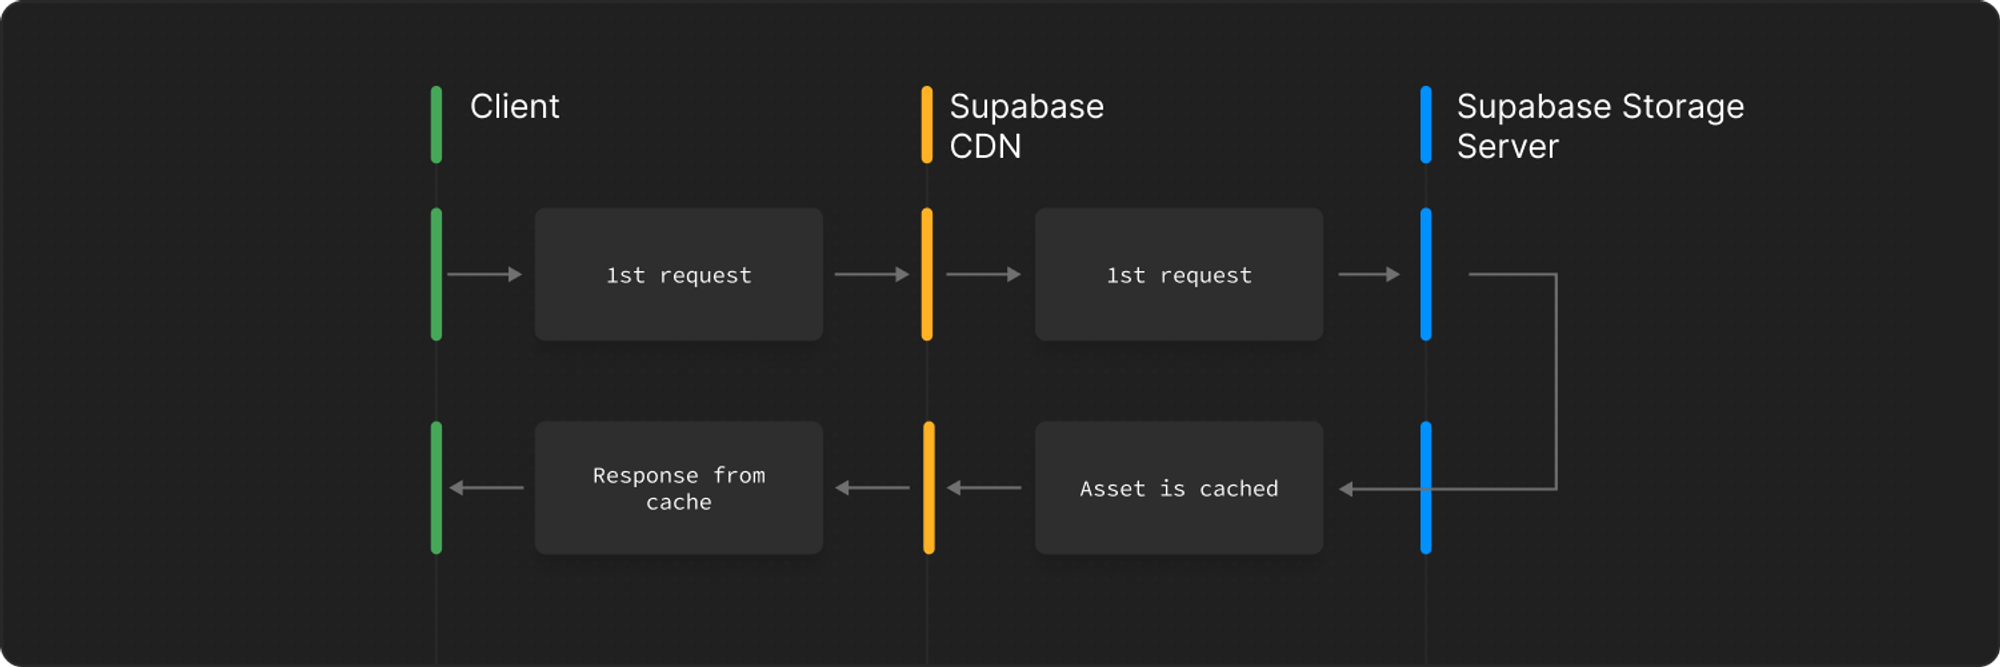 Client
Supabase
CDN
Supabase Storage
Server
1st request
1st request
Response from
cache
Asset is cached